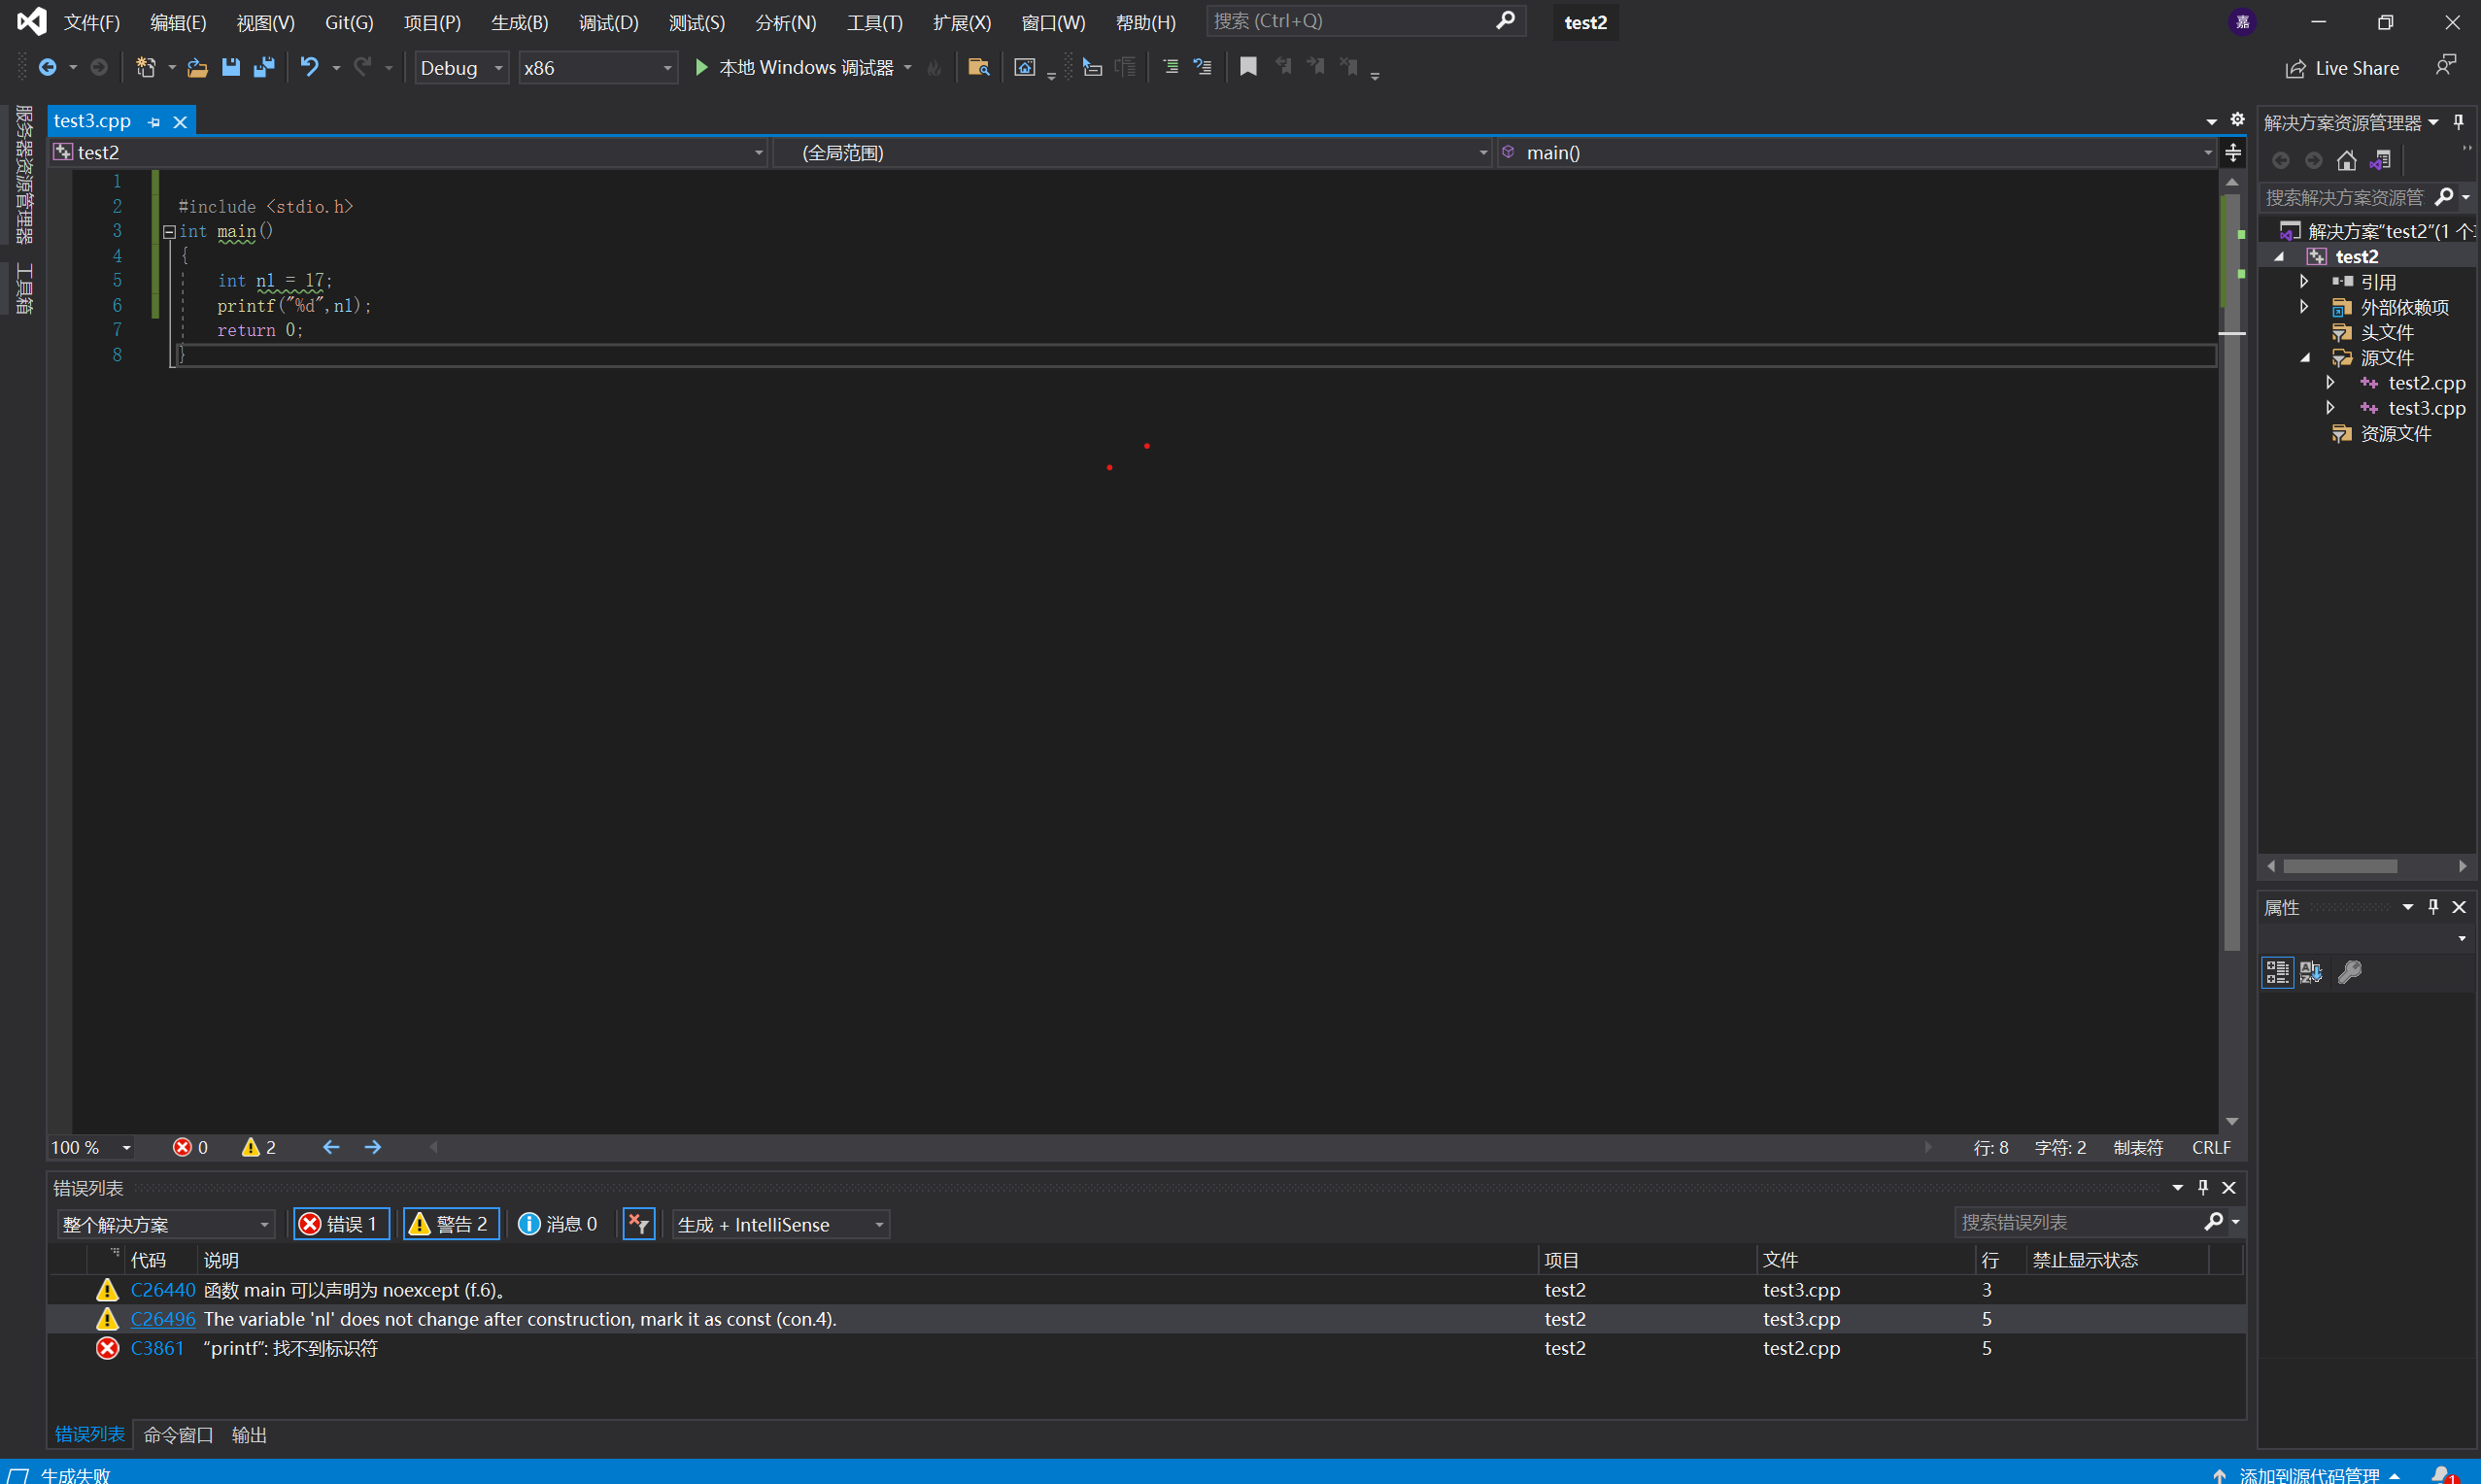 文件(F) 编辑(E) 视图(V) Git(G) 项目(P) 生成(B) 调试(D) 测试(S) 分析(N) 工具(T) 扩展(X) 窗口(W) 帮助(H) 搜索 (Ctrl+Q) test2 嘉
Debug x86 本地 Windows 调试器 Live Share
服务器资源管理器
工具箱
test3.cpp
test2 (全局范围) main()
1
2 #include <stdio.h>
3 int main()
4 {
5 int nl = 17;
6 printf("%d",nl);
7 return 0;
8 }
100 % 0 2 行: 8 字符: 2 制表符 CRLF
解决方案资源管理器
搜索解决方案资源管
解决方案"test2"(1 个
test2
引用
外部依赖项
头文件
源文件
test2.cpp
test3.cpp
资源文件
属性
错误列表
整个解决方案 错误 1 警告 2 消息 0 生成 + IntelliSense 搜索错误列表
代码 说明 项目 文件 行 禁止显示状态
C26440 函数 main 可以声明为 noexcept (f.6)。 test2 test3.cpp 3
C26496 The variable 'nl' does not change after construction, mark it as const (con.4). test2 test3.cpp 5
C3861 “printf”: 找不到标识符 test2 test2.cpp 5
错误列表 命令窗口 输出
生成失败 添加到源代码管理 1